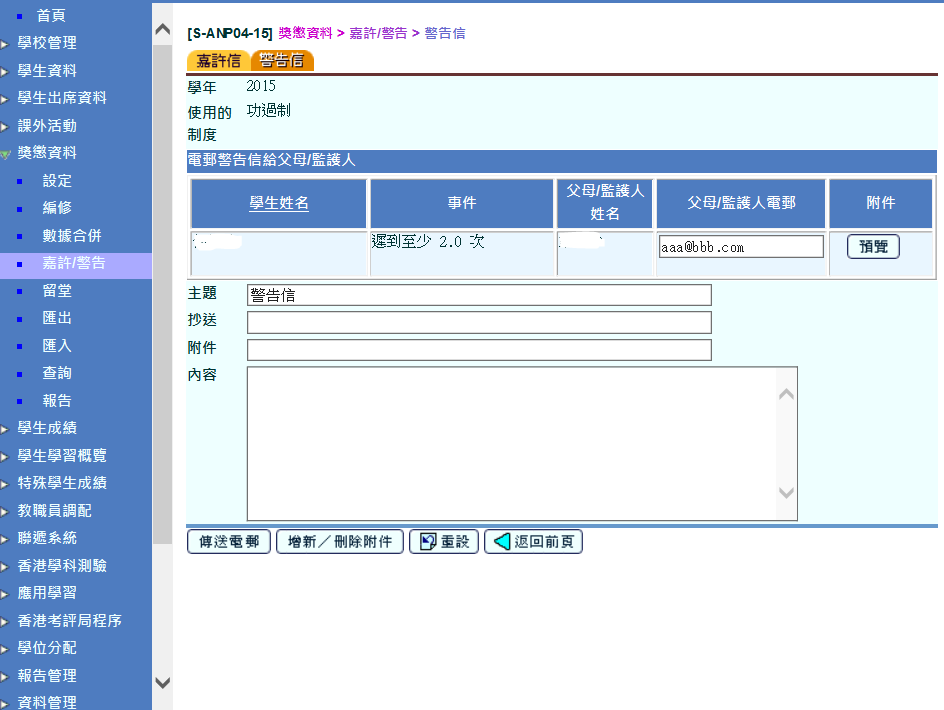 首頁
學校管理
學生資料
學生出席資料
課外活動
獎懲資料
設定
編修
數據合併
嘉許/警告
留堂
匯出
匯入
查詢
報告
學生成績
學生學習概覽
特殊學生成績
教職員調配
聯遞系統
香港學科測驗
應用學習
香港考評局程序
學位分配
報告管理
資料管理
[S-ANP04-15] 獎懲資料 > 嘉許/警告 > 警告信
嘉許信 警告信
學年 2015
使用的制度 功過制
電郵警告信給父母/監護人
學生姓名 事件 父母/監護人姓名 父母/監護人電郵 附件
遲到至少 2.0 次 aaa@bbb.com 預覽
主題 警告信
抄送
附件
內容
傳送電郵 增新／刪除附件 重設 返回前頁